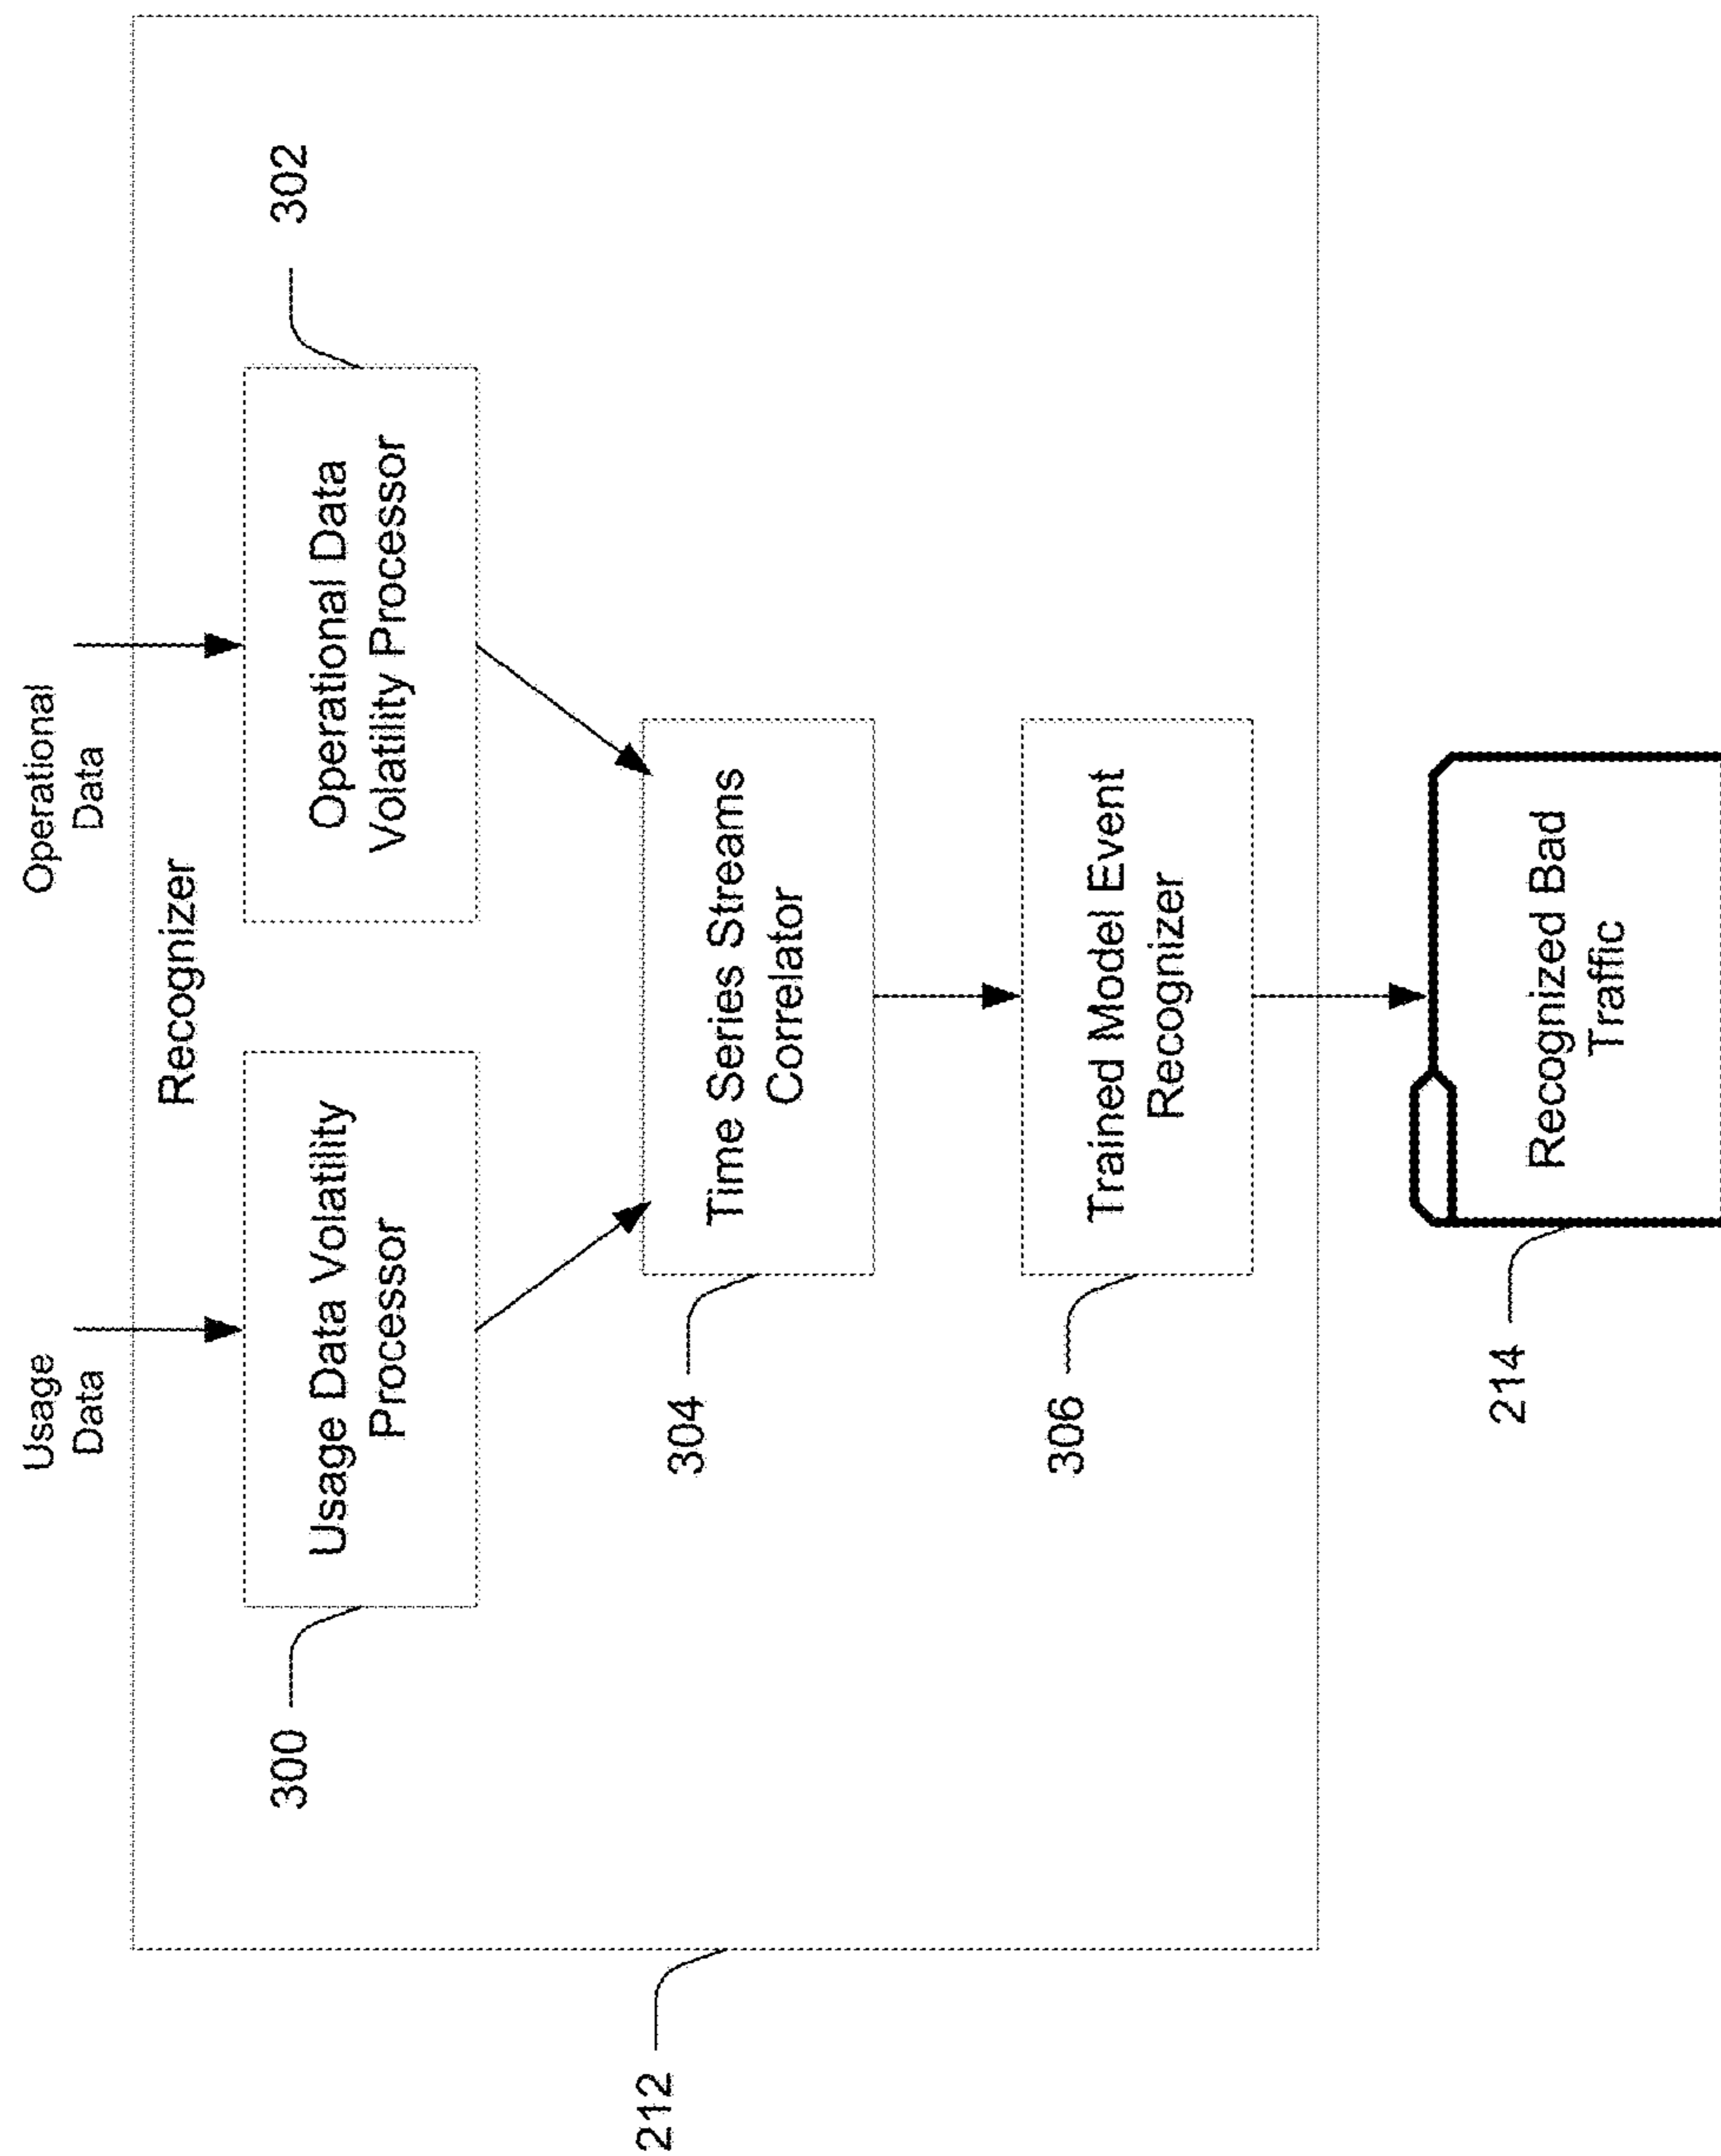 Usage
Data
Operational
Data
Recognizer
300
Usage Data Volatility
Processor
Operational Data
Volatility Processor
302
304
Time Series Streams
Correlator
212
306
Trained Model Event
Recognizer
214
Recognized Bad
Traffic